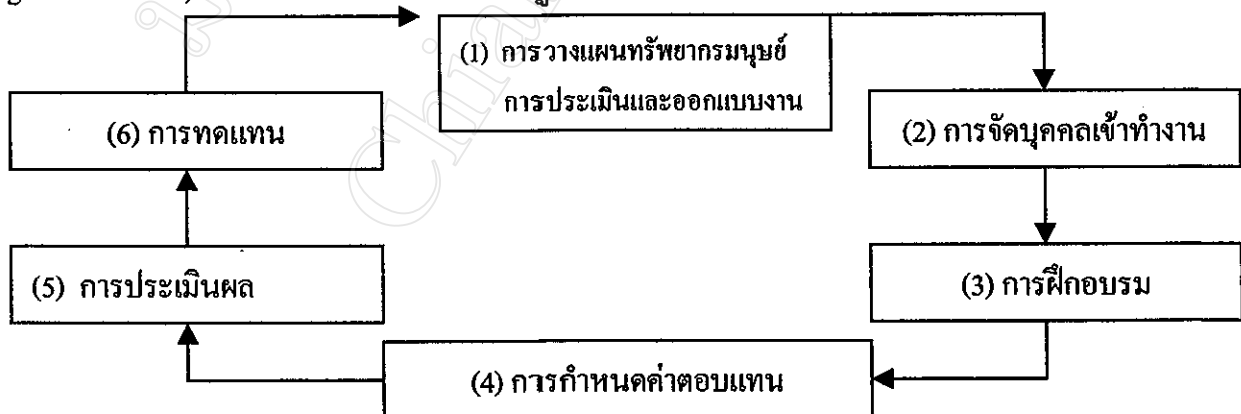 (1) การวางแผนทรัพยากรมนุษย์
การประเมินและออกแบบงาน
(6) การทดแทน
(2) การจัดบุคคลเข้าทำงาน
(5) การประเมินผล
(3) การฝึกอบรม
(4) การกำหนดค่าตอบแทน
Chia